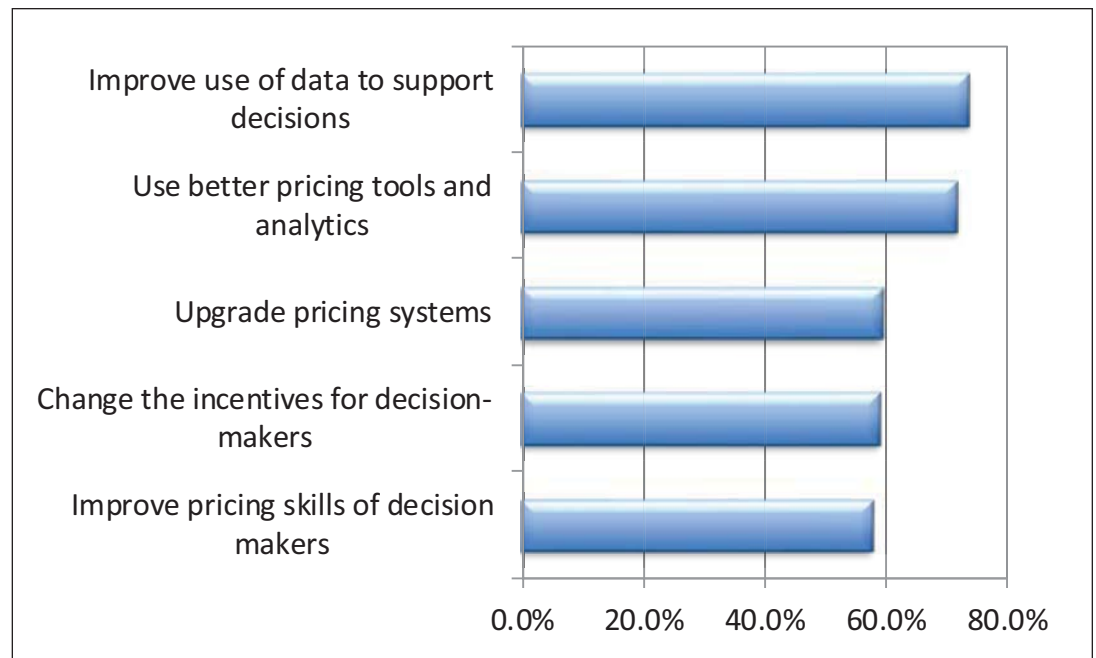 Improve use of data to support
decisions
Use better pricing tools and
analytics
Upgrade pricing systems
Change the incentives for decision-
makers
Improve pricing skills of decision
makers
0.0% 20.0% 40.0% 60.0% 80.0%